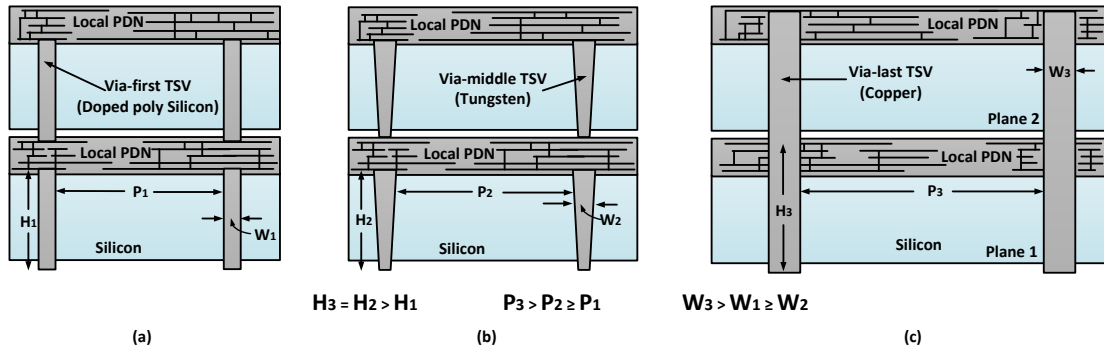 Local PDN
Via-first TSV
(Doped poly Silicon)
Local PDN
P1
H1
W1
Silicon
(a)
Local PDN
Via-middle TSV
(Tungsten)
Local PDN
P2
H2
W2
(b)
Local PDN
W3
Via-last TSV
(Copper)
Plane 2
Local PDN
P3
H3
Silicon
Plane 1
(c)
H3 = H2 > H1
P3 > P2 ≥ P1
W3 > W1 ≥ W2